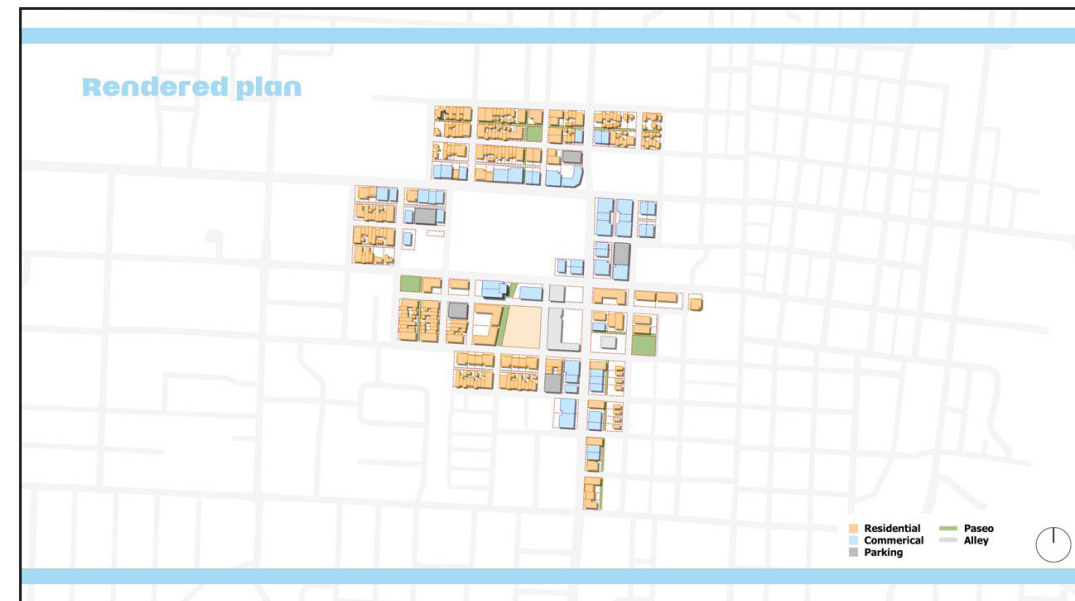 Rendered plan
Residential
Commerical
Parking
Paseo
Alley